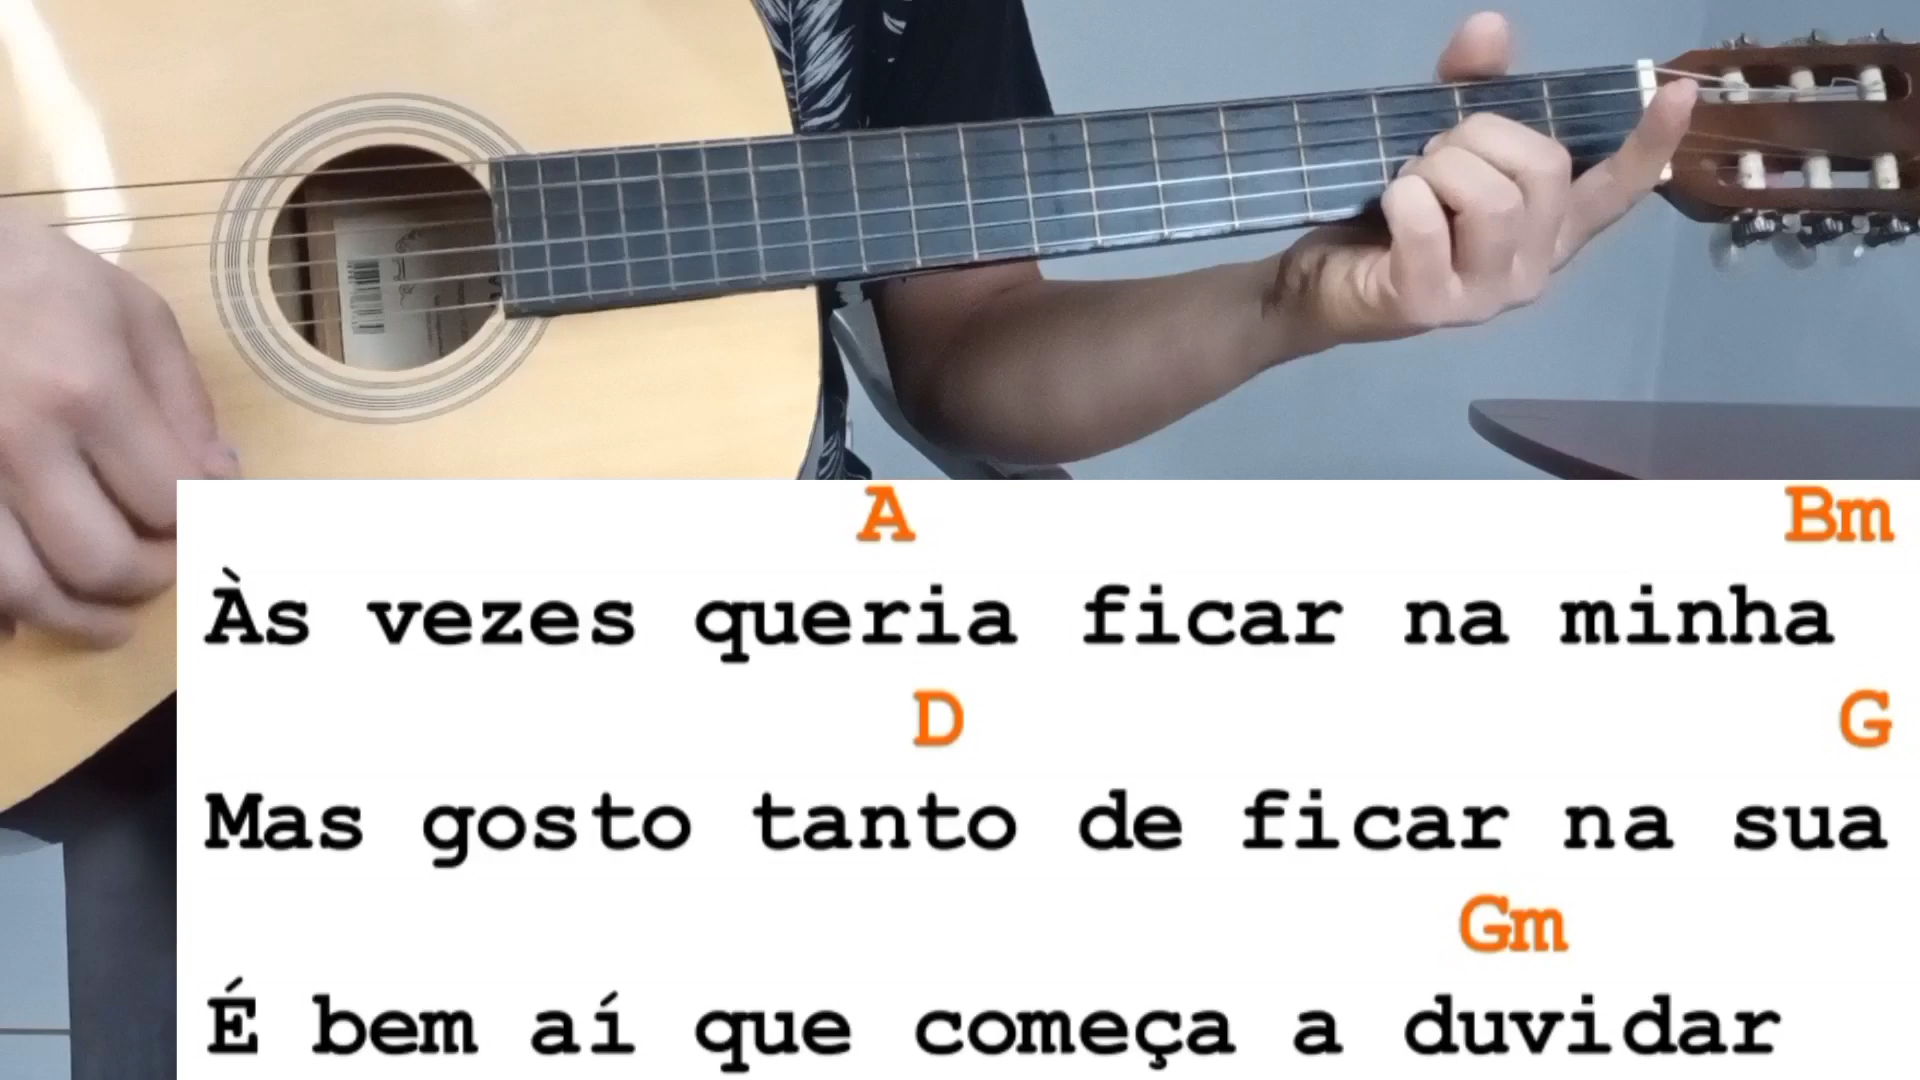 A Bm
Às vezes queria ficar na minha
D G
Mas gosto tanto de ficar na sua
Gm
É bem aí que começa a duvidar